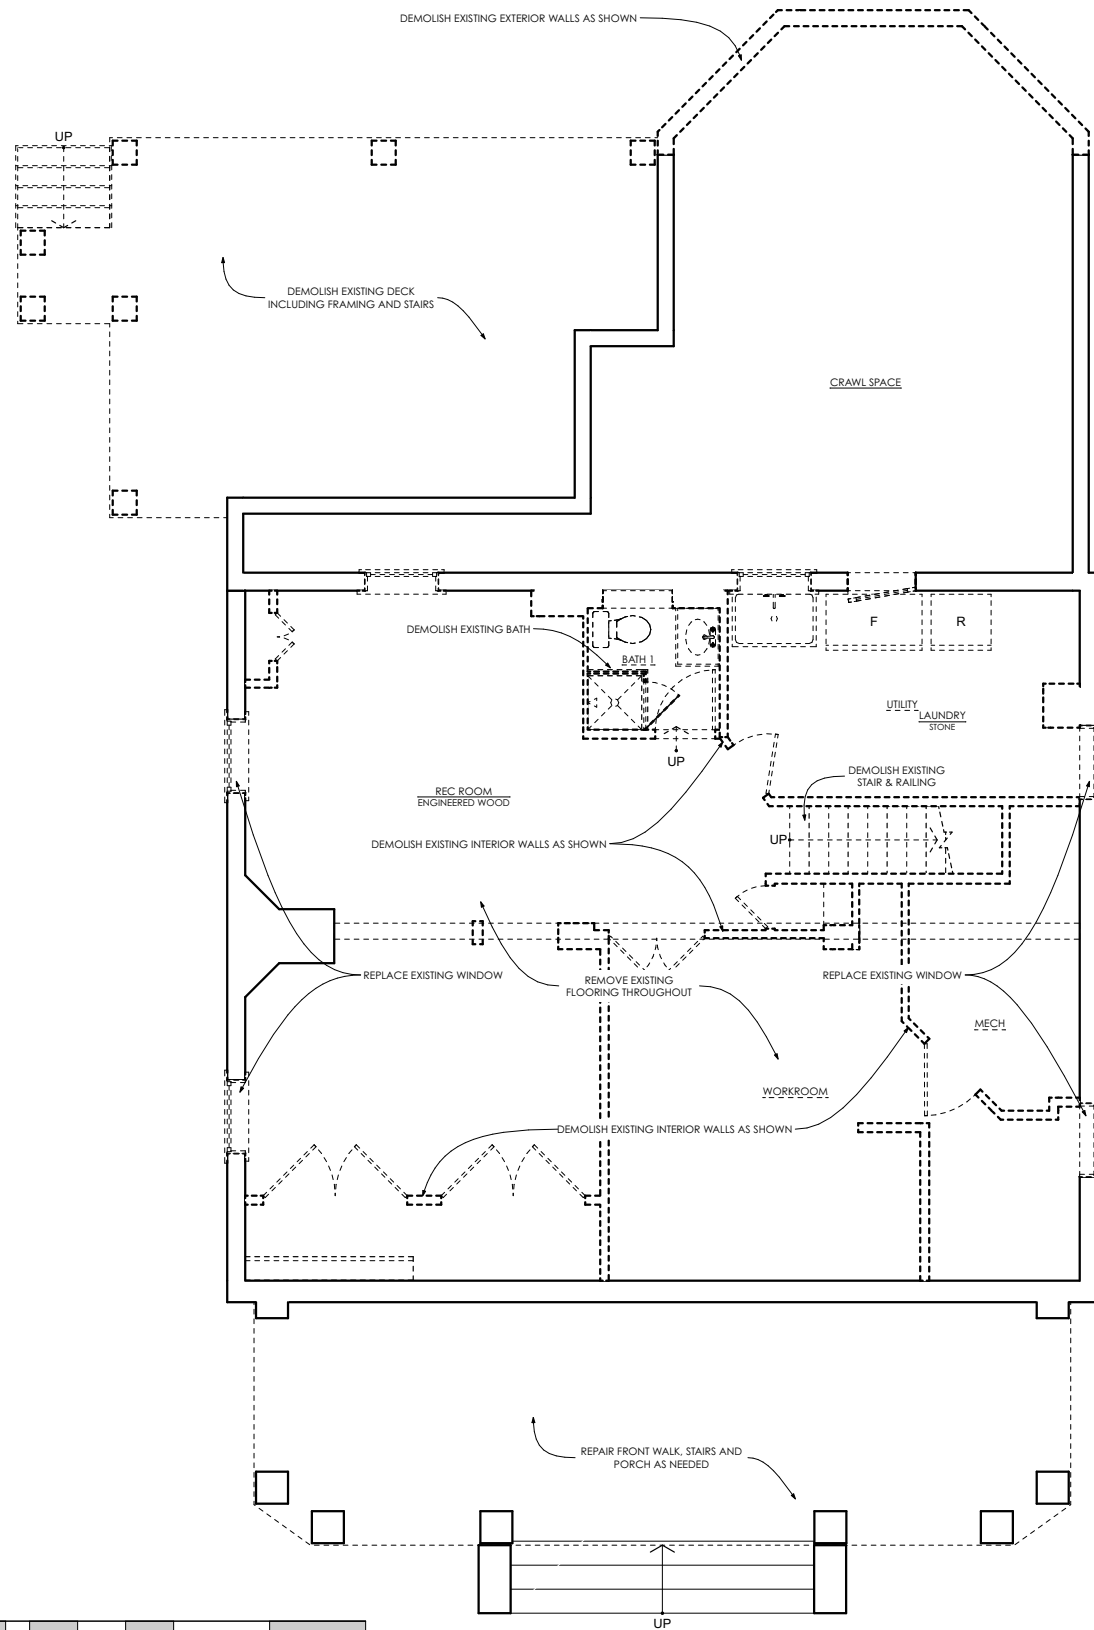 DEMOLISH EXISTING EXTERIOR WALLS AS SHOWN
UP
DEMOLISH EXISTING DECK
INCLUDING FRAMING AND STAIRS
CRAWL SPACE
F
R
DEMOLISH EXISTING BATH
BATH 1
UTILITY
LAUNDRY
STONE
UP
DEMOLISH EXISTING
STAIR & RAILING
REC ROOM
ENGINEERED WOOD
UP
DEMOLISH EXISTING INTERIOR WALLS AS SHOWN
REPLACE EXISTING WINDOW
REMOVE EXISTING
FLOORING THROUGHOUT
REPLACE EXISTING WINDOW
MECH
WORKROOM
DEMOLISH EXISTING INTERIOR WALLS AS SHOWN
REPAIR FRONT WALK, STAIRS AND
PORCH AS NEEDED
UP